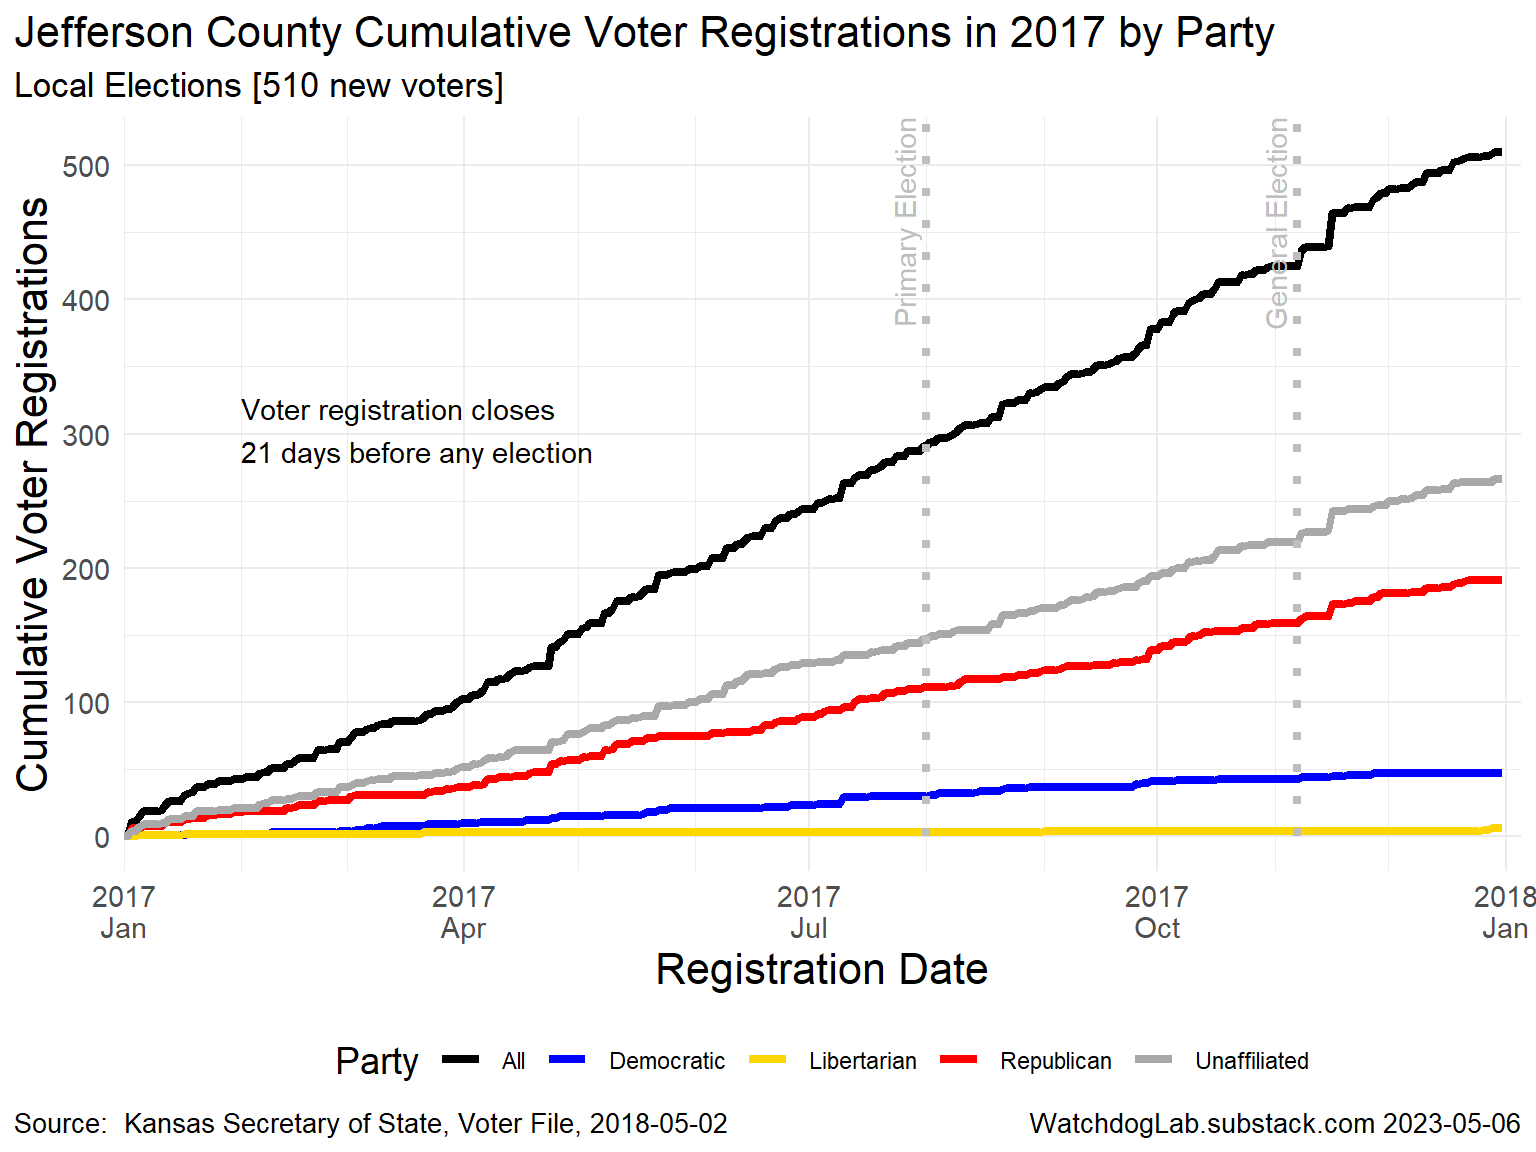 Jefferson County Cumulative Voter Registrations in 2017 by Party
Local Elections [510 new voters]
Cumulative Voter Registrations
500
400
300
200
100
0
Primary Election
General Election
Voter registration closes
21 days before any election
2017
Jan
2017
Apr
2017
Jul
2017
Oct
2018
Jan
Registration Date
Party All Democratic Libertarian Republican Unaffiliated
Source:  Kansas Secretary of State, Voter File, 2018-05-02
WatchdogLab.substack.com 2023-05-06